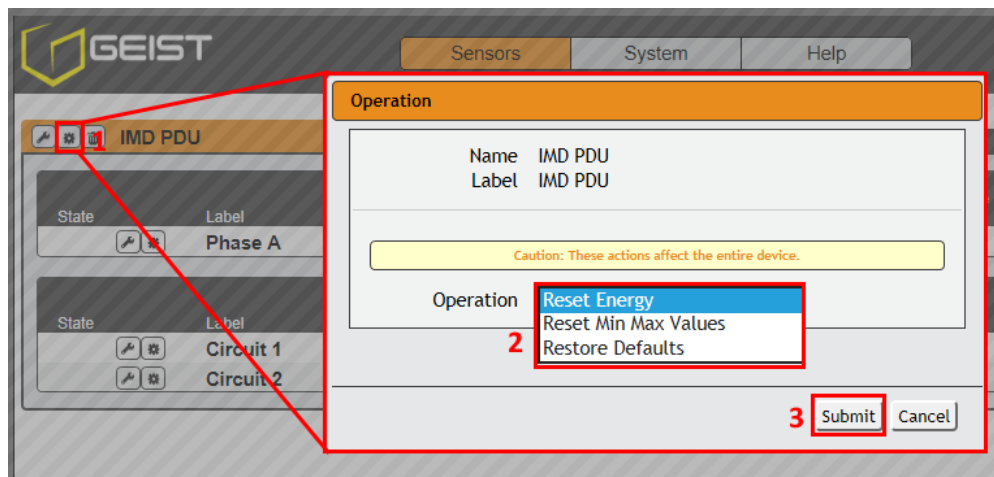 GEIST
Sensors System Help
Operation
1 IMD PDU
Name IMD PDU
Label IMD PDU
State Label
Phase A
Caution: These actions affect the entire device.
Operation Reset Energy
Reset Min Max Values
2 Restore Defaults
State Label
Circuit 1
Circuit 2
3 Submit Cancel